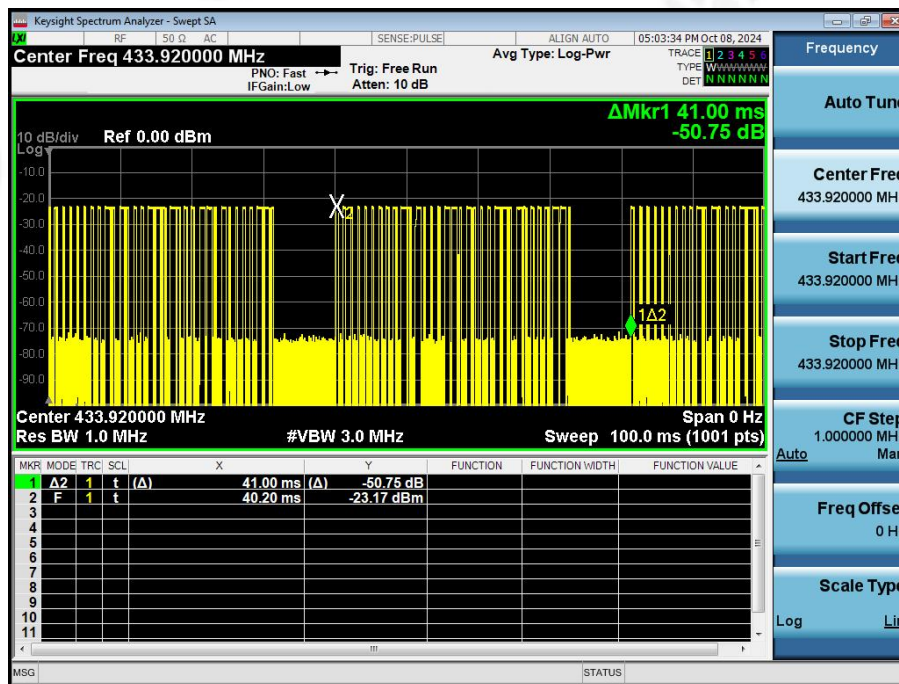 Keysight Spectrum Analyzer - Swept SA
LXI RF 50 Ω AC SENSE:PULSE ALIGN AUTO 05:03:34 PM Oct 08, 2024
Center Freq 433.920000 MHz
Avg Type: Log-Pwr
TRACE 1 2 3 4 5 6
TYPE WWWWWWW
DET N N N N N N
PNO: Fast
IFGain:Low
Trig: Free Run
Atten: 10 dB
ΔMkr1 41.00 ms
-50.75 dB
10 dB/div Ref 0.00 dBm
Log
-10.0
-20.0
-30.0
-40.0
-50.0
-60.0
-70.0
-80.0
-90.0
X2
1Δ2
Center 433.920000 MHz Span 0 Hz
Res BW 1.0 MHz #VBW 3.0 MHz Sweep 100.0 ms (1001 pts)
MKR MODE TRC SCL X Y FUNCTION FUNCTION WIDTH FUNCTION VALUE
1 Δ2 1 t (Δ) 41.00 ms (Δ) -50.75 dB
2 F 1 t 40.20 ms -23.17 dBm
3
4
5
6
7
8
9
10
11
MSG STATUS
Frequency
Auto Tun
Center Fre
433.920000 MH
Start Fre
433.920000 MH
Stop Fre
433.920000 MH
CF Step
1.000000 MH
Auto Ma
Freq Offse
0 H
Scale Type
Log Li